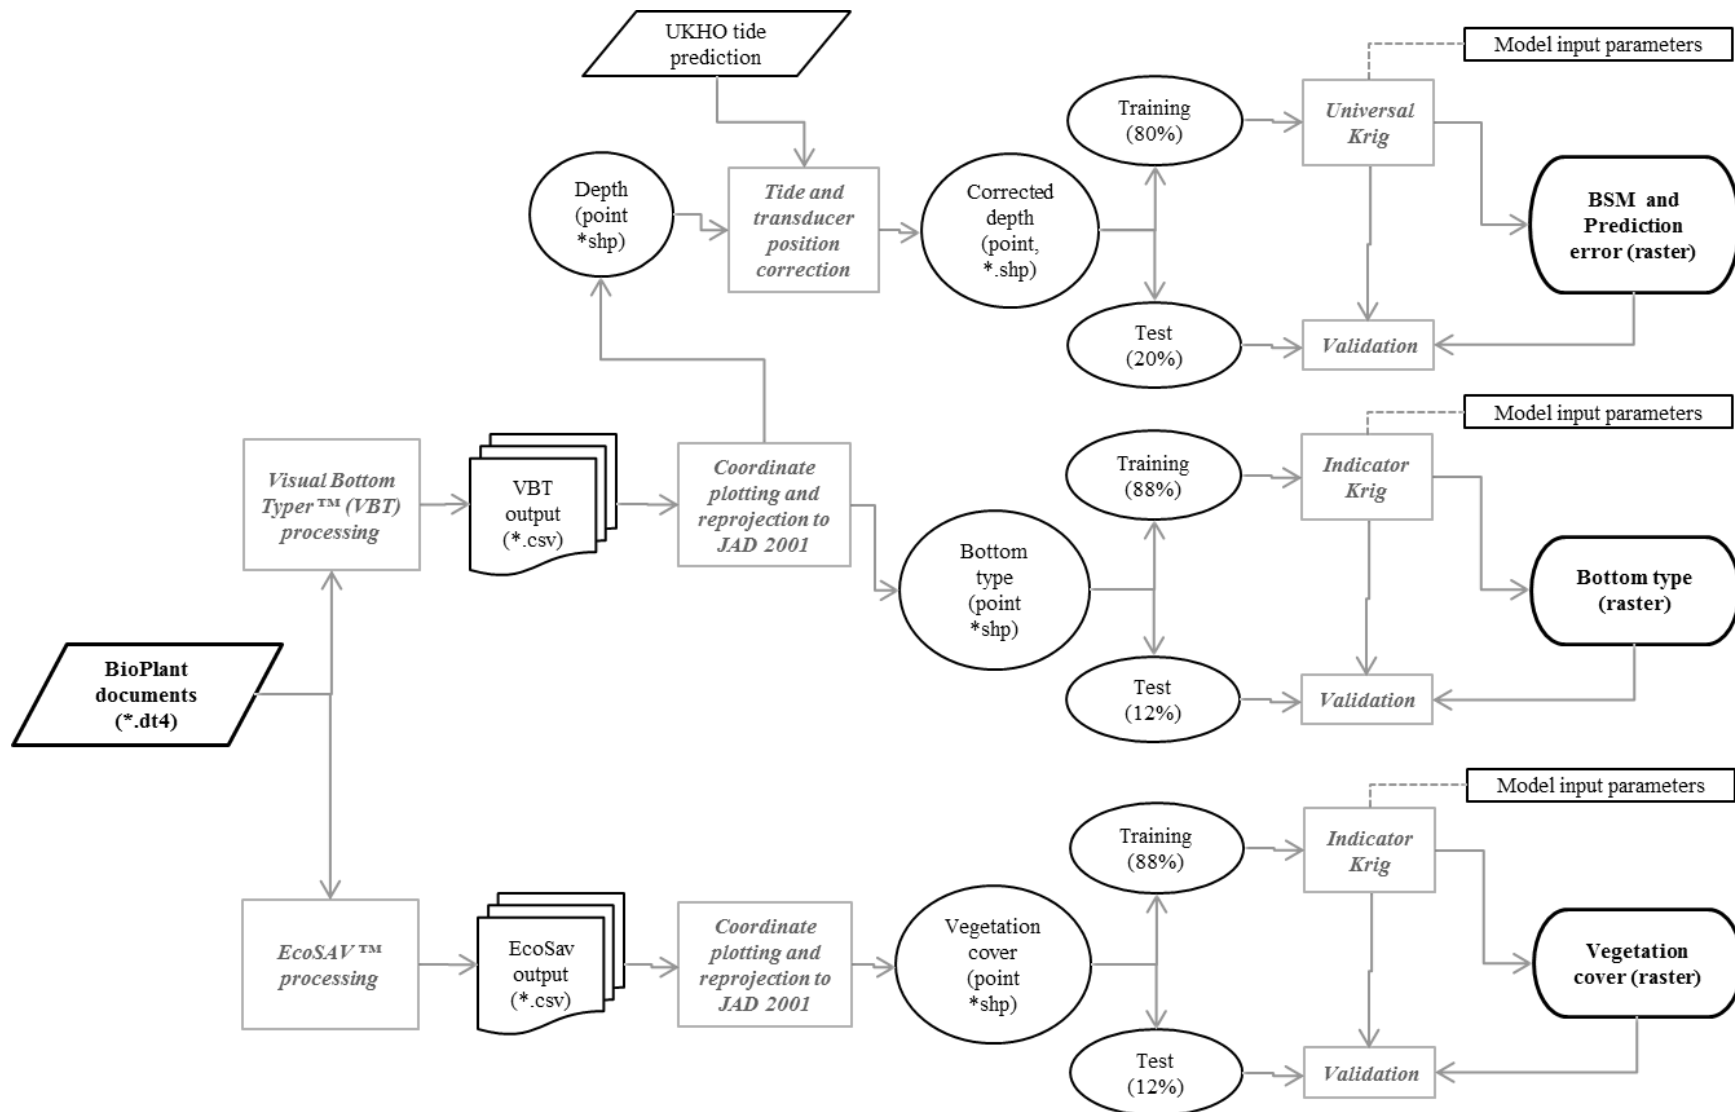 UKHO tide
prediction
Model input parameters
Training
(80%)
Universal
Krig
Depth
(point
*shp)
Tide and
transducer
position
correction
Corrected
depth
(point,
*.shp)
BSM and
Prediction
error (raster)
Test
(20%)
Validation
Model input parameters
Visual Bottom
Typer™ (VBT)
processing
VBT
output
(*.csv)
Coordinate
plotting and
reprojection to
JAD 2001
Training
(88%)
Indicator
Krig
Bottom
type
(point
*shp)
Bottom type
(raster)
Test
(12%)
Validation
BioPlant
documents
(*.dt4)
Model input parameters
Training
(88%)
Indicator
Krig
EcoSAV™
processing
EcoSav
output
(*.csv)
Coordinate
plotting and
reprojection to
JAD 2001
Vegetation
cover
(point
*shp)
Vegetation
cover (raster)
Test
(12%)
Validation